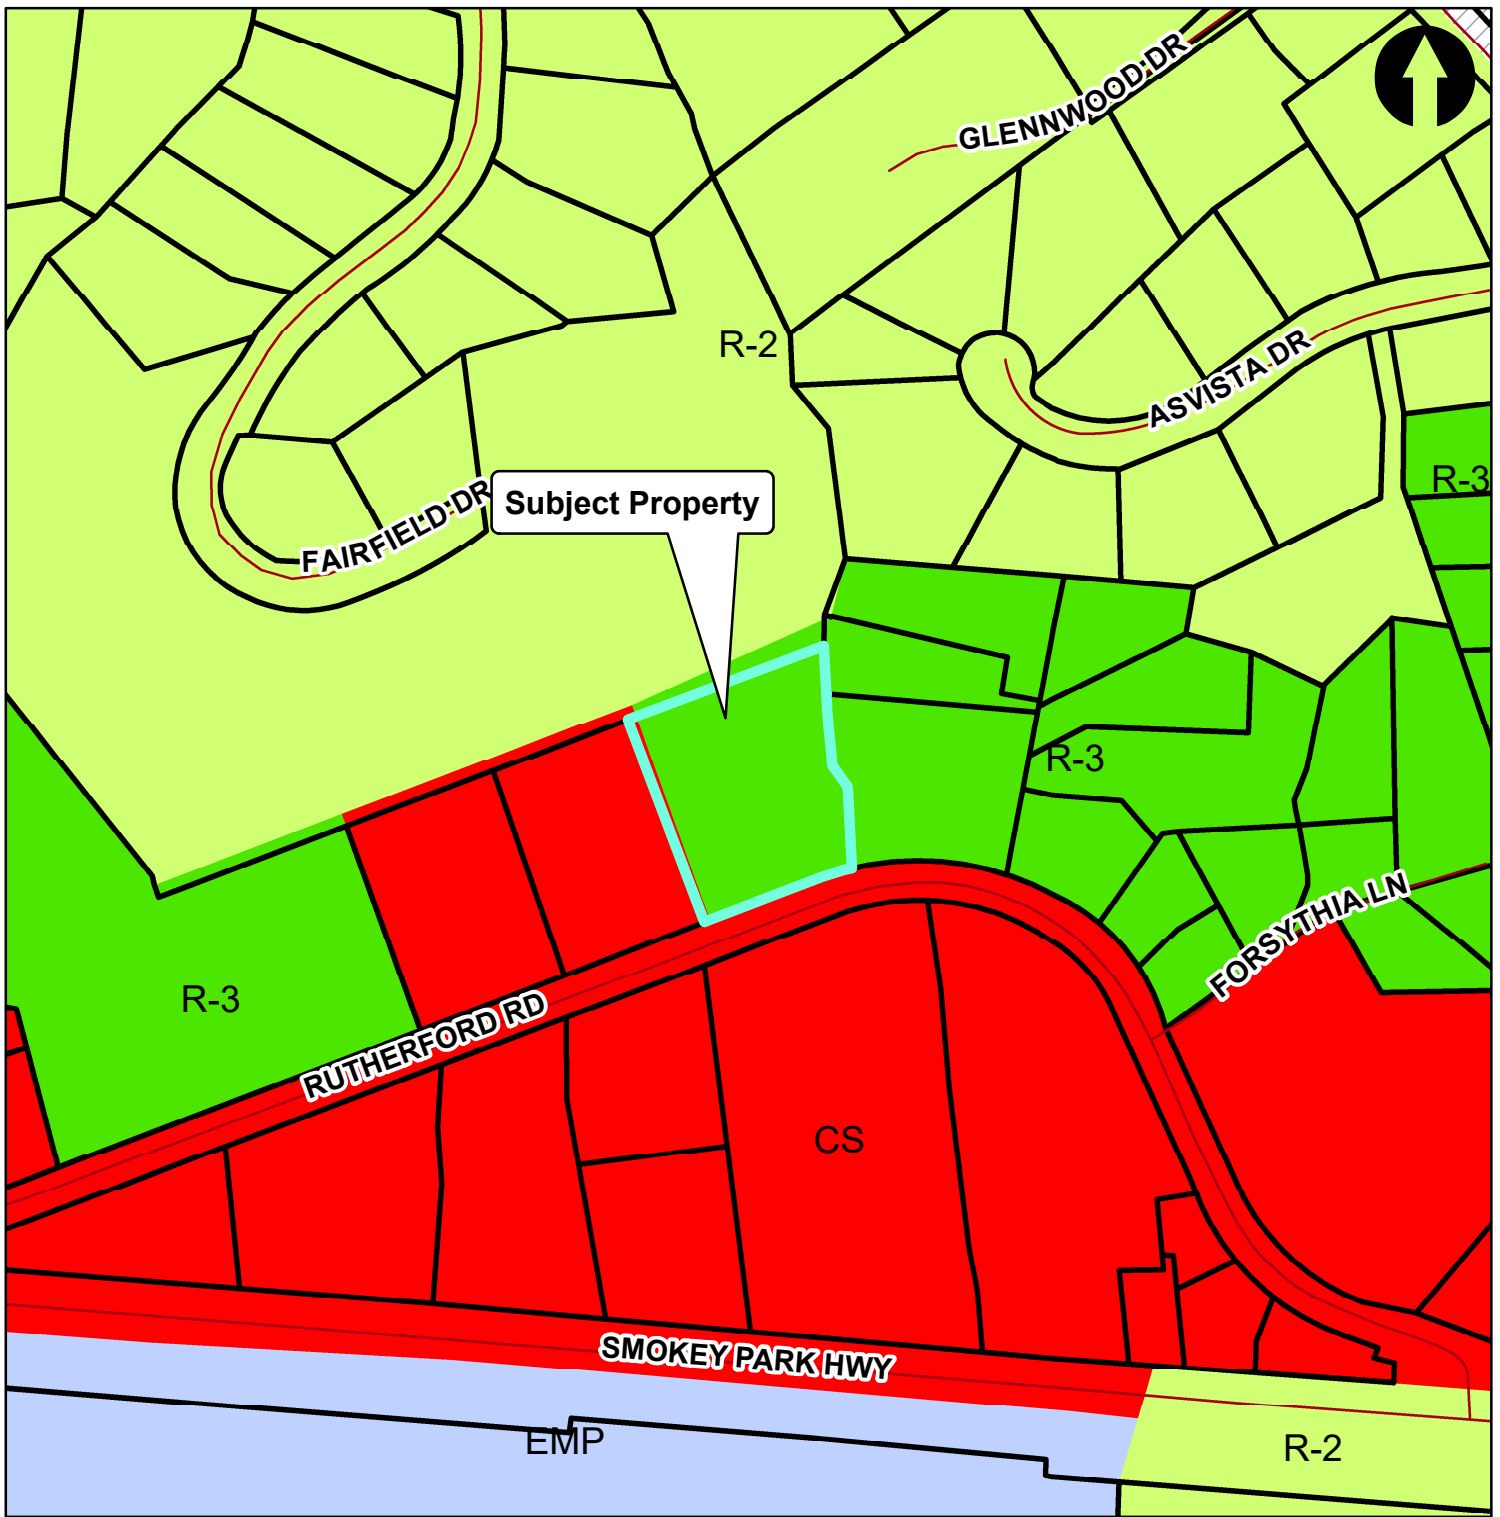 GLENNWOOD DR
R-2
ASVISTA DR
R-3
Subject Property
FAIRFIELD DR
R-3
FORSYTHIA LN
R-3
RUTHERFORD RD
CS
SMOKEY PARK HWY
EMP
R-2